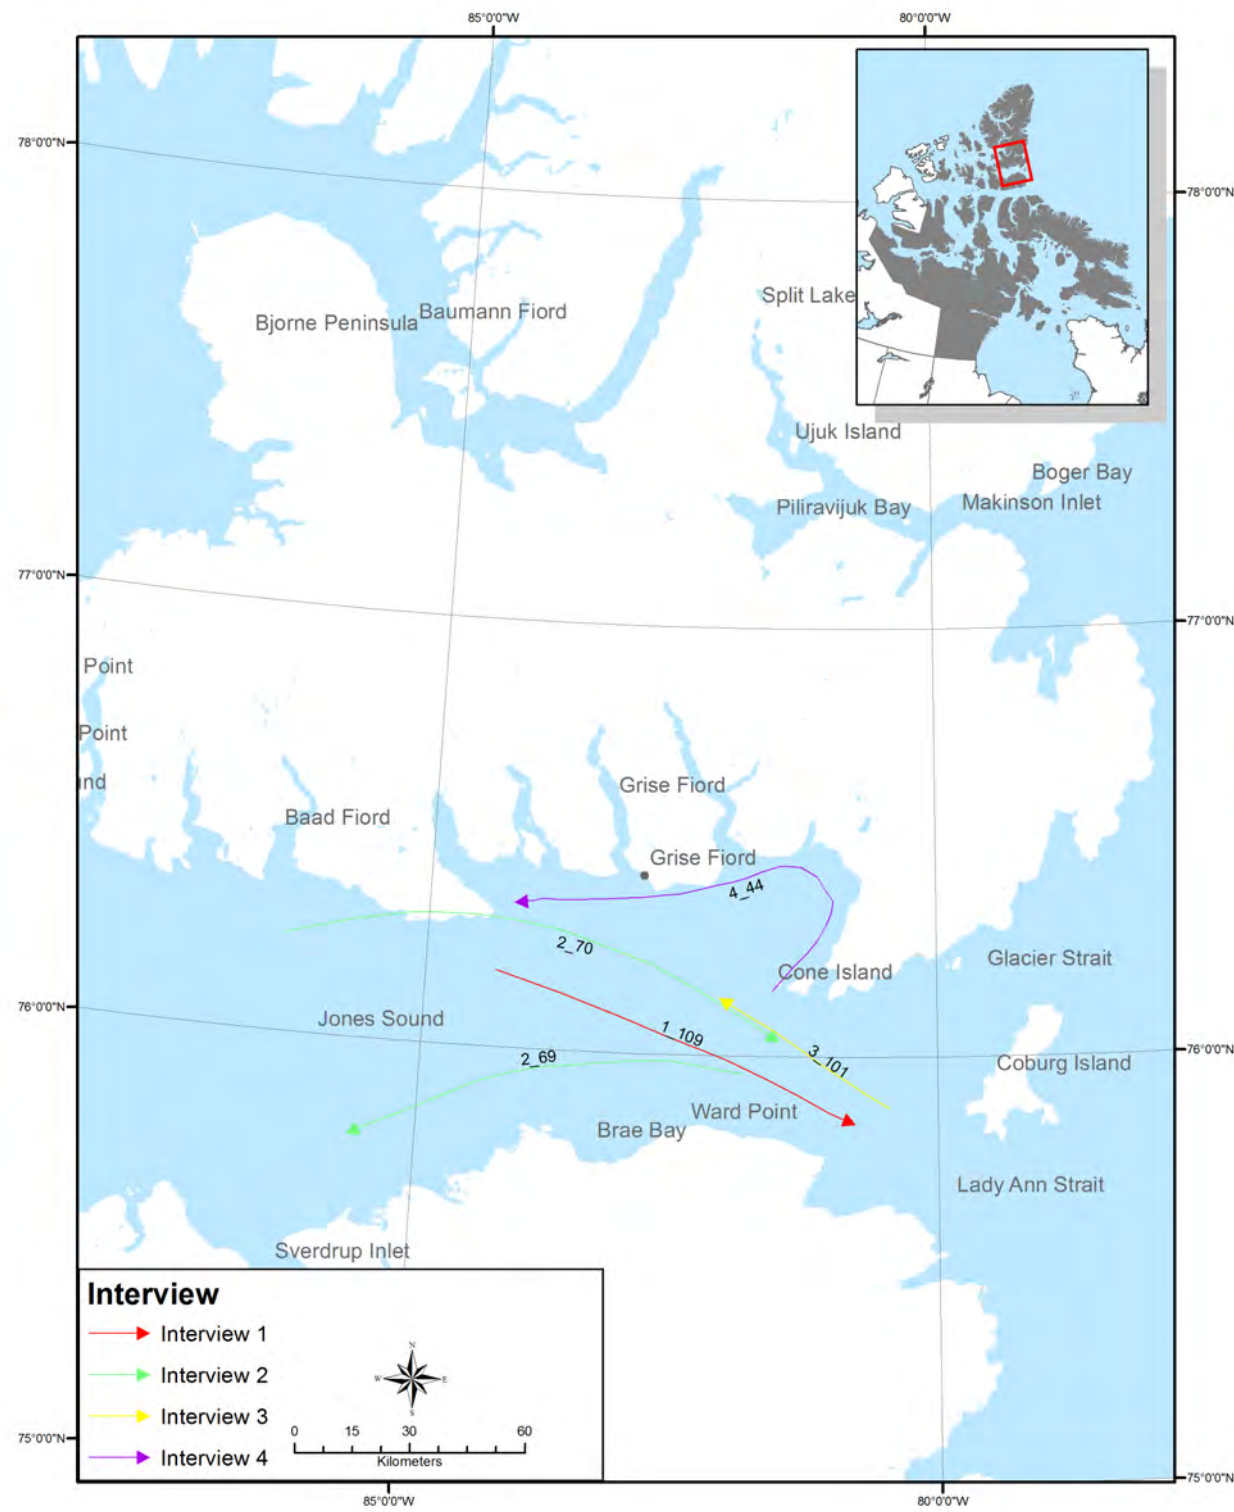 85°0'0"W
80°0'0"W
78°0'0"N
78°0'0"N
Split Lake
Baumann Fiord
Bjorne Peninsula
Ujuk Island
Boger Bay
Makinson Inlet
Piliravijuk Bay
77°0'0"N
77°0'0"N
Point
Point
nd
Grise Fiord
Baad Fiord
Grise Fiord
4_44
2_70
Glacier Strait
Cone Island
76°0'0"N
Jones Sound
1_109
76°0'0"N
2_69
3_101
Coburg Island
Ward Point
Brae Bay
Lady Ann Strait
Sverdrup Inlet
Interview
Interview 1
Interview 2
Interview 3
Interview 4
N
W
E
S
0 15 30 60
Kilometers
75°0'0"N
75°0'0"N
85°0'0"W
80°0'0"W